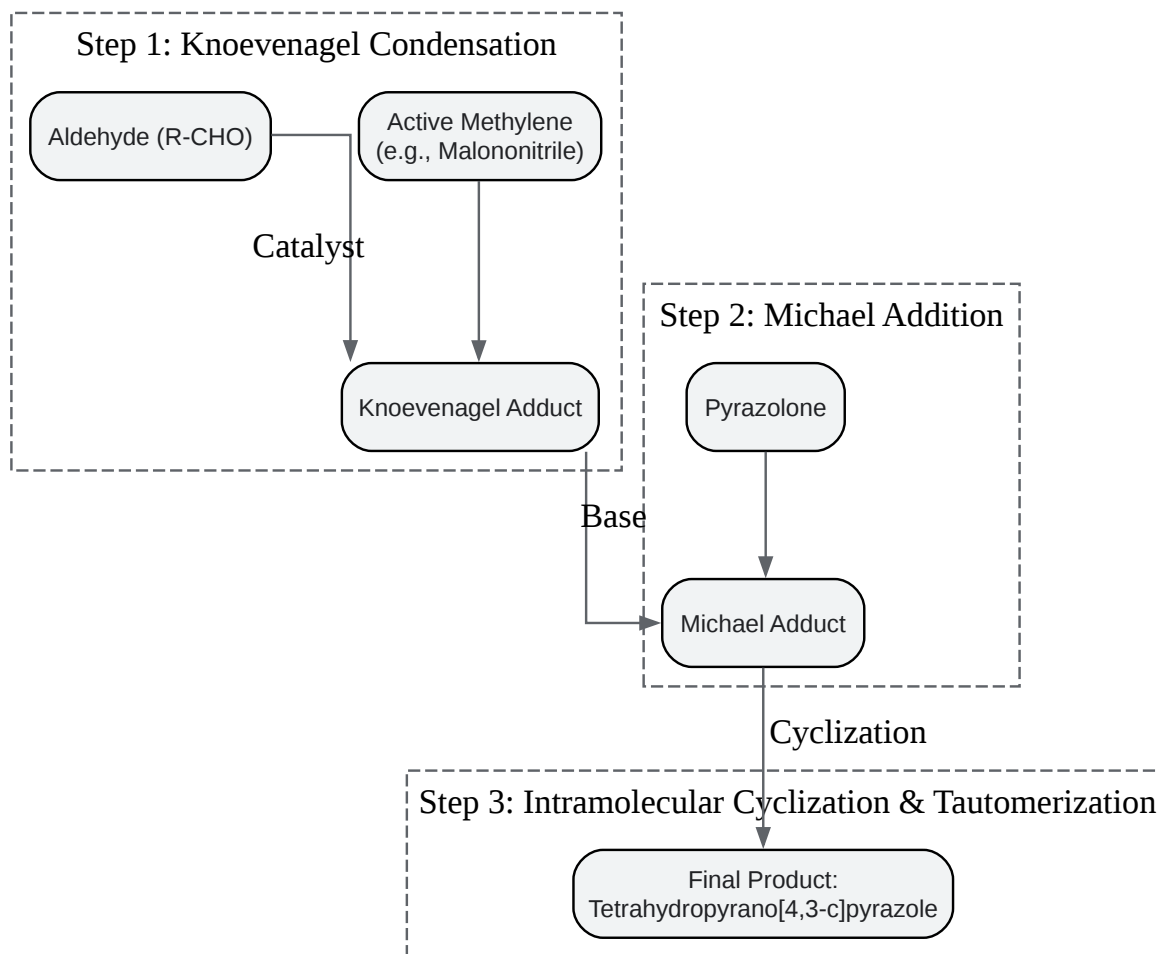 Step 1: Knoevenagel Condensation
Aldehyde (R-CHO)
Active Methylene
(e.g., Malononitrile)
Catalyst
Knoevenagel Adduct
Step 2: Michael Addition
Pyrazolone
Base
Michael Adduct
Cyclization
Step 3: Intramolecular Cyclization & Tautomerization
Final Product:
Tetrahydropyrano[4,3-c]pyrazole